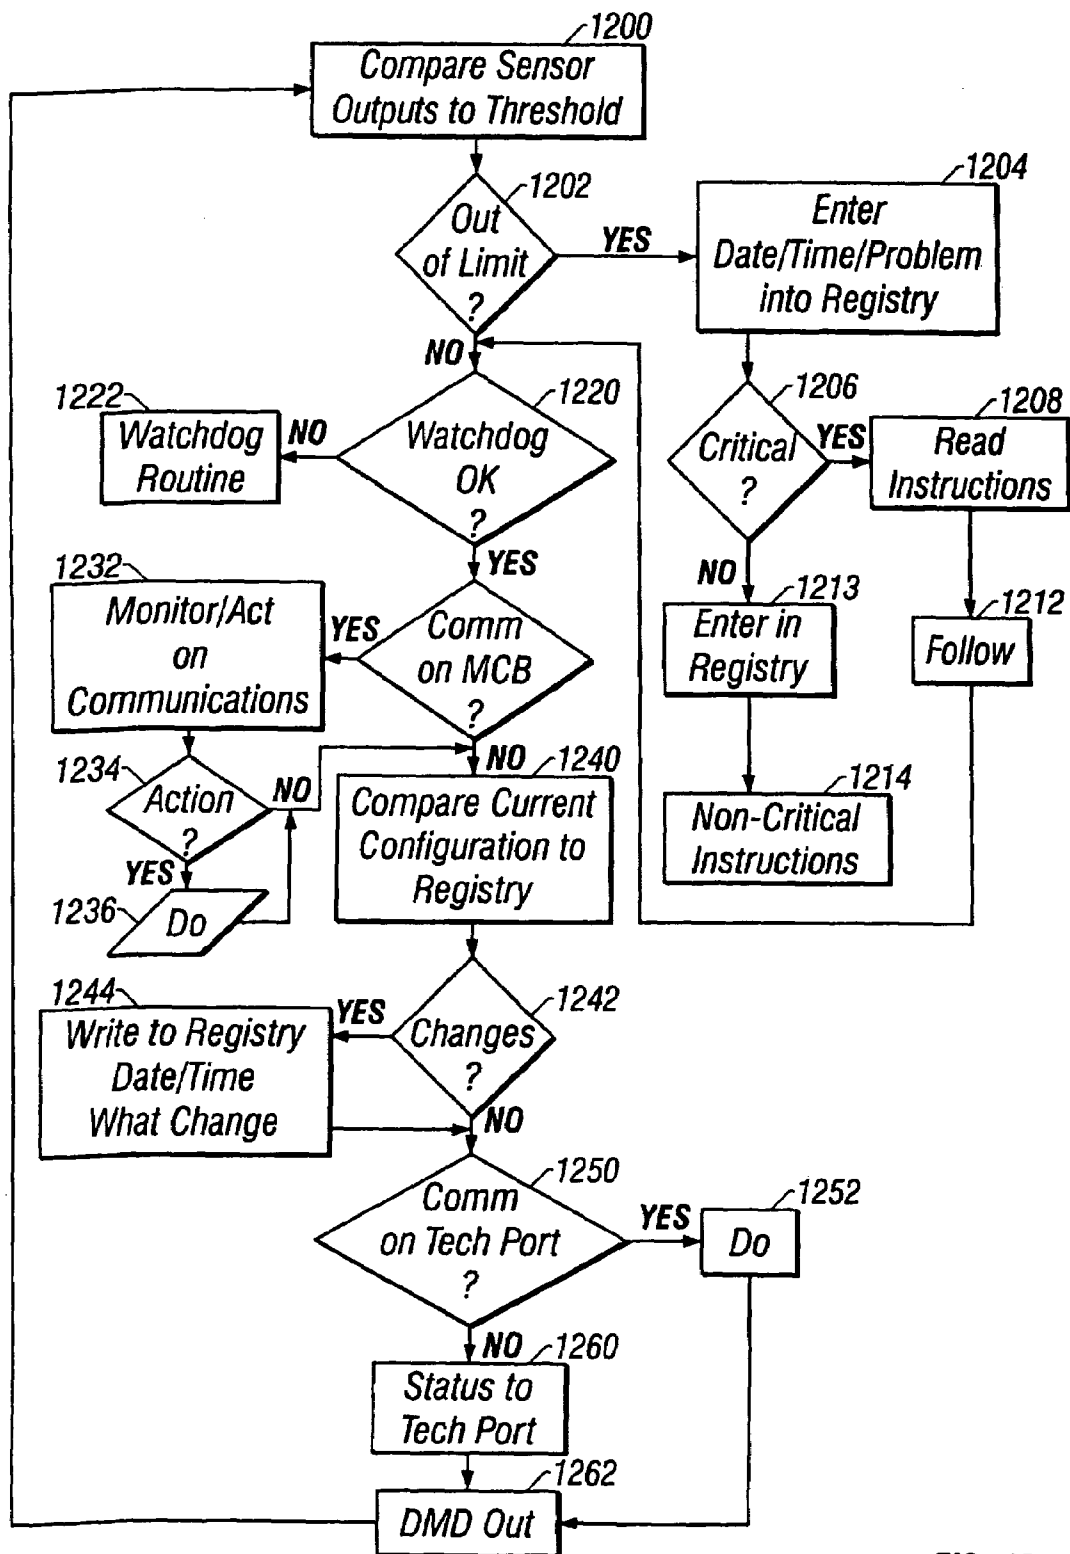 1200
Compare Sensor
Outputs to Threshold
1202
Out
of Limit
?
YES
NO
1204
Enter
Date/Time/Problem
into Registry
1206
Critical
?
YES
NO
1208
Read
Instructions
1212
Follow
1213
Enter in
Registry
1214
Non-Critical
Instructions
1220
Watchdog
OK
?
NO
YES
1222
Watchdog
Routine
Comm
on MCB
?
YES
NO
1232
Monitor/Act
on
Communications
1234
Action
?
NO
YES
1236
Do
1240
Compare Current
Configuration to
Registry
1242
Changes
?
YES
NO
1244
Write to Registry
Date/Time
What Change
1250
Comm
on Tech Port
?
YES
NO
1252
Do
1260
Status to
Tech Port
1262
DMD Out